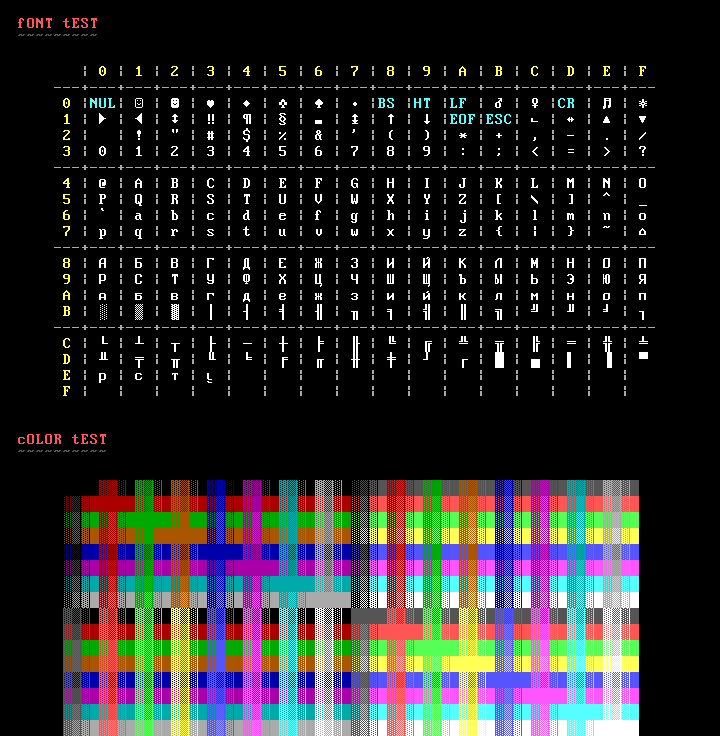 fONT tEST
~~~~~~~~~
¦ 0 ¦ 1 ¦ 2 ¦ 3 ¦ 4 ¦ 5 ¦ 6 ¦ 7 ¦ 8 ¦ 9 ¦ A ¦ B ¦ C ¦ D ¦ E ¦ F
0 ¦NUL¦ ☺ ¦ ☻ ¦ ♥ ¦ ♦ ¦ ♣ ¦ ♠ ¦ • ¦BS ¦HT ¦LF ¦ ♂ ¦ ♀ ¦CR ¦ ♫ ¦ ☼
1 ¦ ► ¦ ◄ ¦ ↕ ¦ ‼ ¦ ¶ ¦ § ¦ ▬ ¦ ↨ ¦ ↑ ¦ ↓ ¦EOF¦ESC¦ ∟ ¦ ↔ ¦ ▲ ¦ ▼
2 ¦   ¦ ! ¦ " ¦ # ¦ $ ¦ % ¦ & ¦ ' ¦ ( ¦ ) ¦ * ¦ + ¦ , ¦ - ¦ . ¦ /
3 ¦ 0 ¦ 1 ¦ 2 ¦ 3 ¦ 4 ¦ 5 ¦ 6 ¦ 7 ¦ 8 ¦ 9 ¦ : ¦ ; ¦ < ¦ = ¦ > ¦ ?
4 ¦ @ ¦ A ¦ B ¦ C ¦ D ¦ E ¦ F ¦ G ¦ H ¦ I ¦ J ¦ K ¦ L ¦ M ¦ N ¦ O
5 ¦ P ¦ Q ¦ R ¦ S ¦ T ¦ U ¦ V ¦ W ¦ X ¦ Y ¦ Z ¦ [ ¦ \ ¦ ] ¦ ^ ¦ _
6 ¦ ` ¦ a ¦ b ¦ c ¦ d ¦ e ¦ f ¦ g ¦ h ¦ i ¦ j ¦ k ¦ l ¦ m ¦ n ¦ o
7 ¦ p ¦ q ¦ r ¦ s ¦ t ¦ u ¦ v ¦ w ¦ x ¦ y ¦ z ¦ { ¦ | ¦ } ¦ ~ ¦ ⌂
8 ¦ А ¦ Б ¦ В ¦ Г ¦ Д ¦ Е ¦ Ж ¦ З ¦ И ¦ Й ¦ К ¦ Л ¦ М ¦ Н ¦ О ¦ П
9 ¦ Р ¦ С ¦ Т ¦ У ¦ Ф ¦ Х ¦ Ц ¦ Ч ¦ Ш ¦ Щ ¦ Ъ ¦ Ы ¦ Ь ¦ Э ¦ Ю ¦ Я
A ¦ а ¦ б ¦ в ¦ г ¦ д ¦ е ¦ ж ¦ з ¦ и ¦ й ¦ к ¦ л ¦ м ¦ н ¦ о ¦ п
B ¦ ░ ¦ ▒ ¦ ▓ ¦ │ ¦ ┤ ¦ ╡ ¦ ╢ ¦ ╖ ¦ ╕ ¦ ╣ ¦ ║ ¦ ╗ ¦ ╝ ¦ ╜ ¦ ╛ ¦ ┐
C ¦ └ ¦ ┴ ¦ ┬ ¦ ├ ¦ ─ ¦ ┼ ¦ ╞ ¦ ╟ ¦ ╚ ¦ ╔ ¦ ╩ ¦ ╦ ¦ ╠ ¦ ═ ¦ ╬ ¦ ╧
D ¦ ╨ ¦ ╤ ¦ ╥ ¦ ╙ ¦ ╘ ¦ ╒ ¦ ╓ ¦ ╫ ¦ ╪ ¦ ┘ ¦ ┌ ¦ █ ¦ ▄ ¦ ▌ ¦ ▐ ¦ ▀
E ¦ р ¦ с ¦ т ¦
F
cOLOR tEST
~~~~~~~~~~